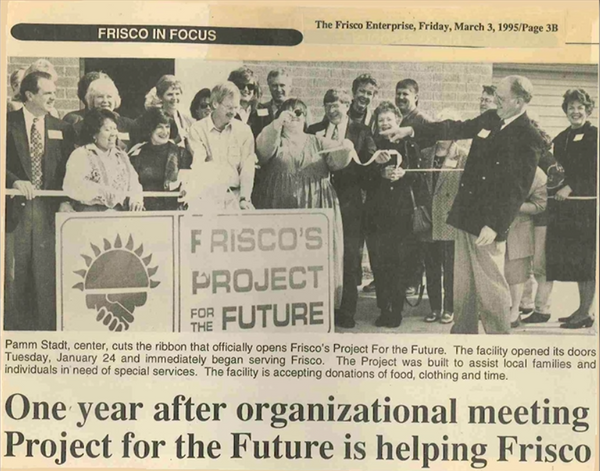 FRISCO IN FOCUS
The Frisco Enterprise, Friday, March 3, 1995/Page 3B
FRISCO'S
PROJECT
FOR THE FUTURE
Pamm Stadt, center, cuts the ribbon that officially opens Frisco's Project For the Future. The facility opened its doors
Tuesday, January 24 and immediately began serving Frisco. The Project was built to assist local families and
individuals in need of special services. The facility is accepting donations of food, clothing and time.
One year after organizational meeting
Project for the Future is helping Frisco